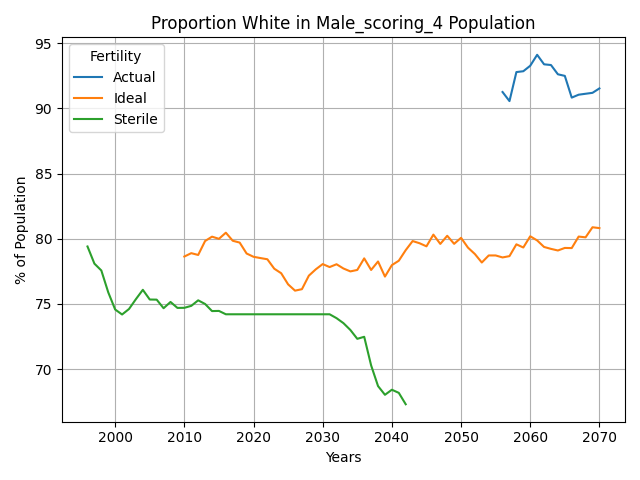 Proportion White in Male_scoring_4 Population
% of Population
95
90
85
80
75
70
Fertility
Actual
Ideal
Sterile
2000 2010 2020 2030 2040 2050 2060 2070
Years